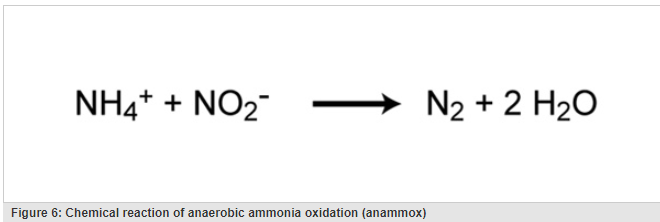 NH₄⁺ + NO₂⁻ ⟶ N₂ + 2 H₂O
Figure 6: Chemical reaction of anaerobic ammonia oxidation (anammox)